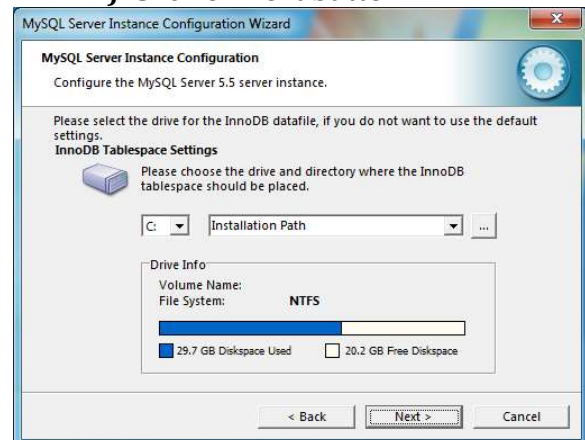 MySQL Server Instance Configuration Wizard
MySQL Server Instance Configuration
Configure the MySQL Server 5.5 server instance.
Please select the drive for the InnoDB datafile, if you do not want to use the default
settings.
InnoDB Tablespace Settings
Please choose the drive and directory where the InnoDB
tablespace should be placed.
C: Installation Path ...
Drive Info
Volume Name:
File System: NTFS
29.7 GB Diskspace Used 20.2 GB Free Diskspace
< Back Next > Cancel